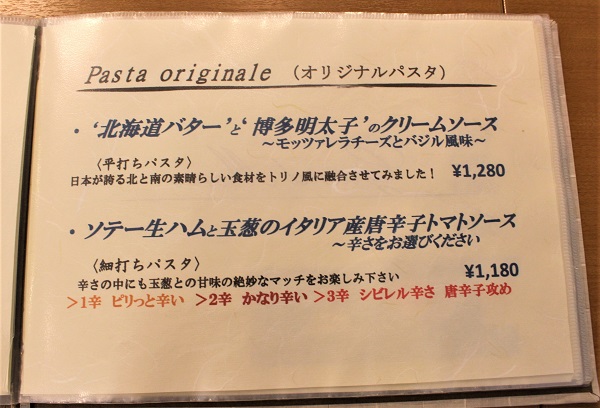 Pasta originale （オリジナルパスタ）
・‘北海道バター’と‘博多明太子’のクリームソース
～モッツァレラチーズとバジル風味～
〈平打ちパスタ〉
日本が誇る北と南の素晴らしい食材をトリノ風に融合させてみました！ ¥1,280
・ソテー生ハムと玉葱のイタリア産唐辛子トマトソース
～辛さをお選びください
〈細打ちパスタ〉
辛さの中にも玉葱との甘味の絶妙なマッチをお楽しみ下さい ¥1,180
＞1辛 ピリっと辛い ＞2辛 かなり辛い ＞3辛 シビレル辛さ 唐辛子攻め